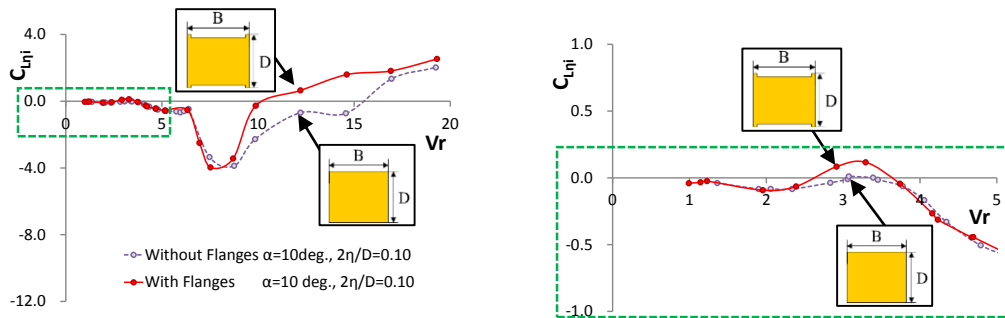 4.0
0.0
-4.0
-8.0
-12.0
C_Lηi
0
5
10
15
20
Vr
B
D
B
D
Without Flanges α=10deg., 2η/D=0.10
With Flanges α=10 deg., 2η/D=0.10
1.0
0.5
0.0
-0.5
-1.0
C_Lηi
0
1
2
3
4
5
Vr
B
D
B
D